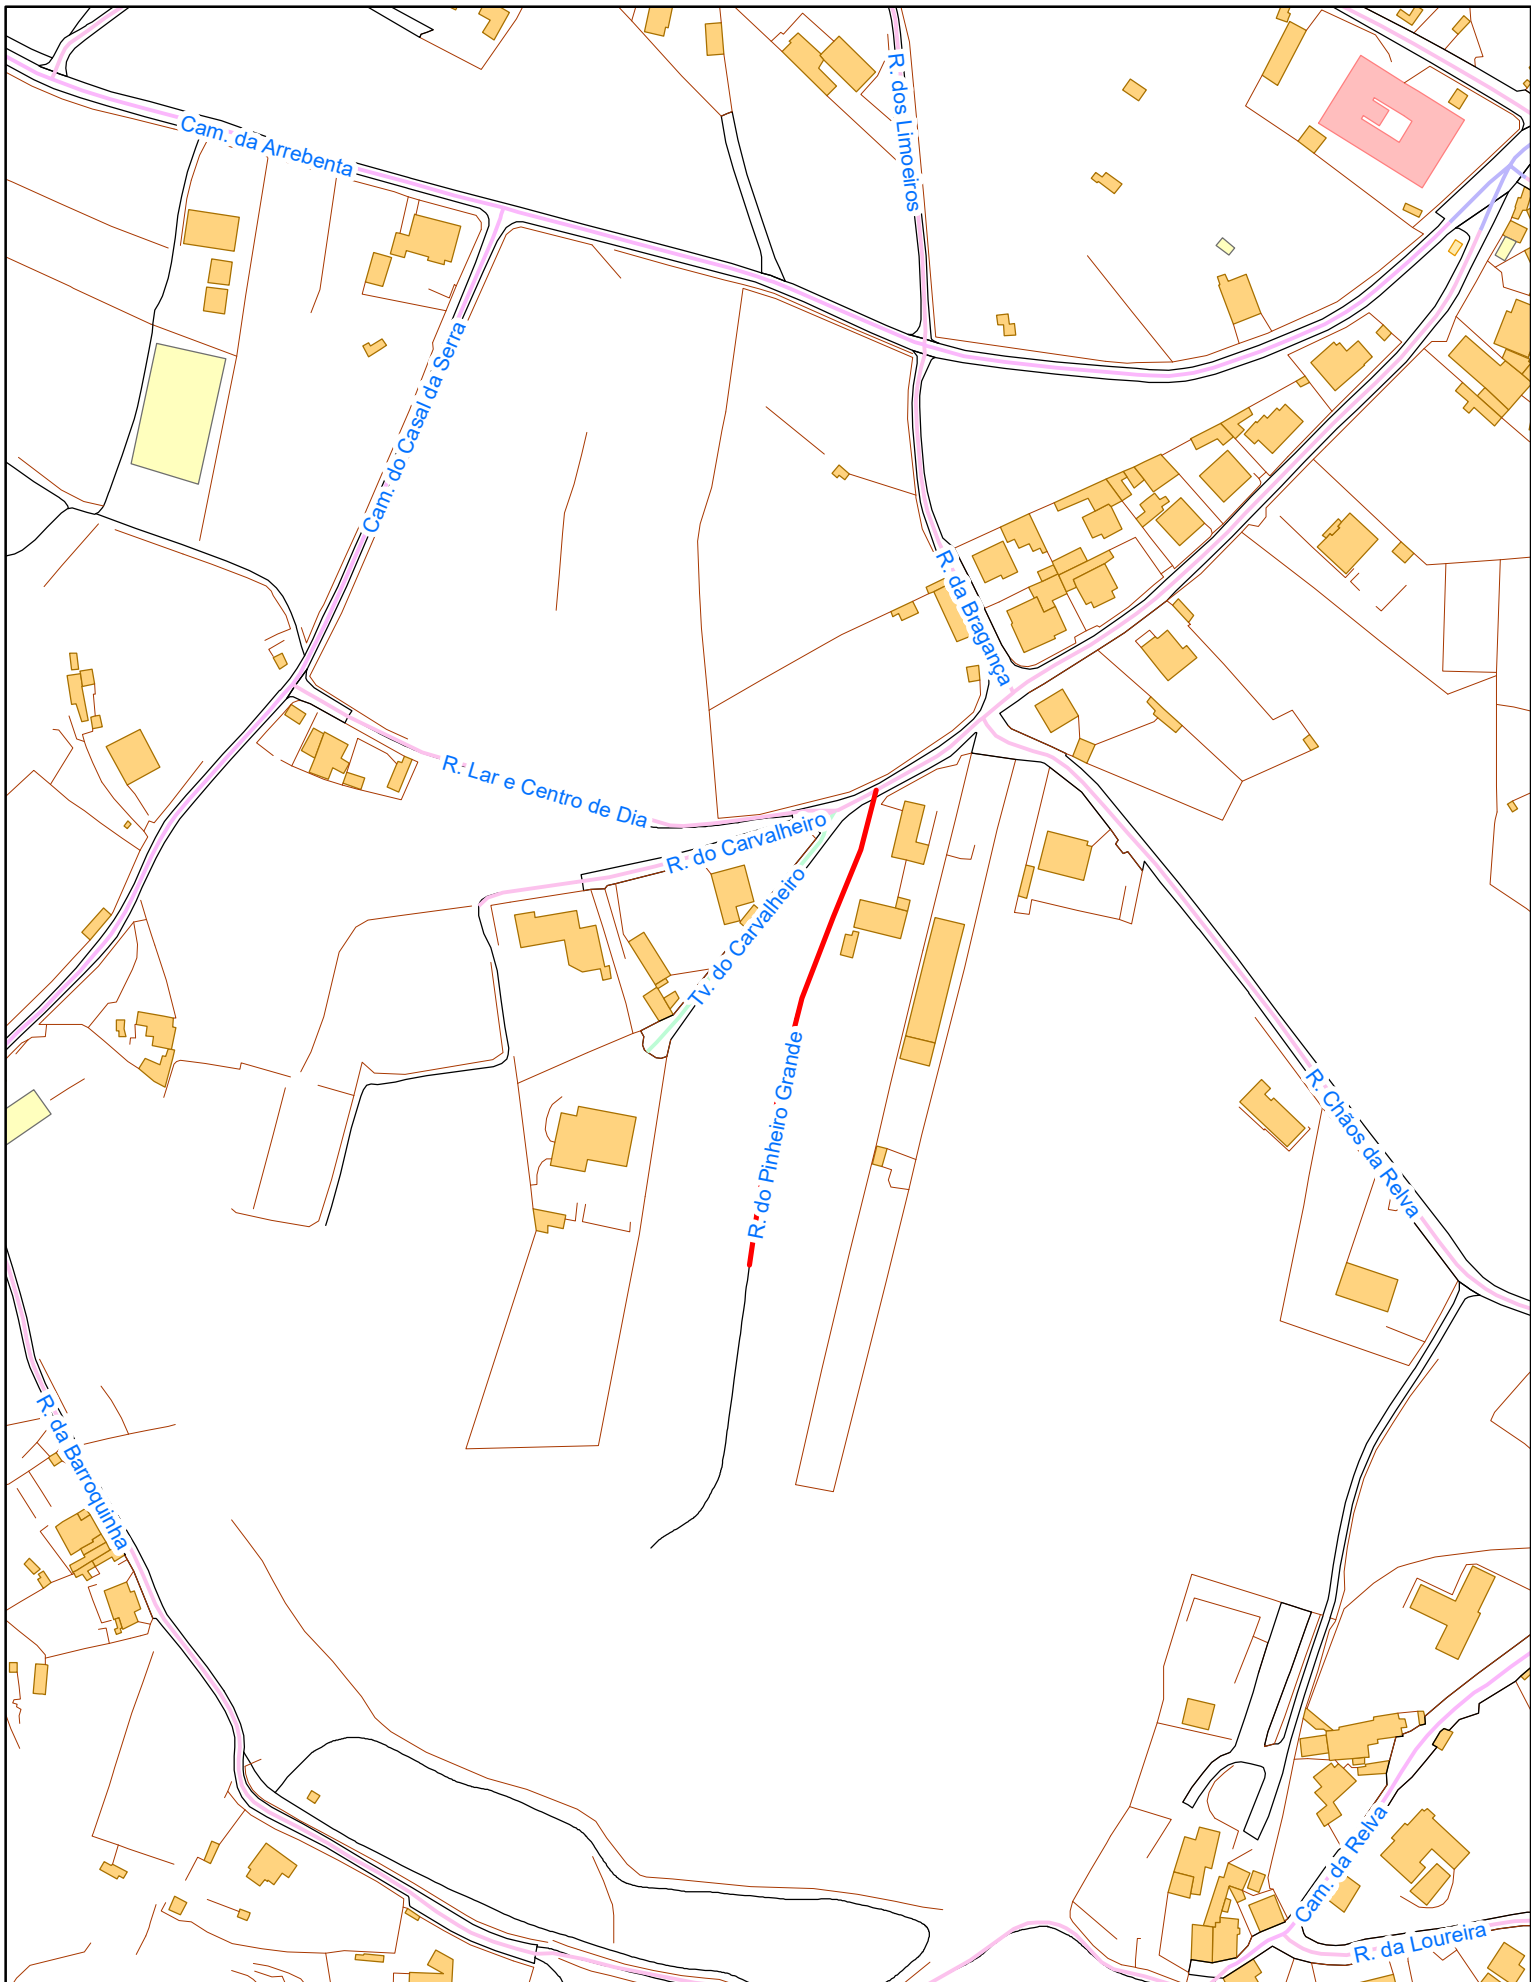 R. dos Limoeiros
Cam. da Arrebenta
Cam. do Casal da Serra
R. da Bragança
R. Lar e Centro de Dia
R. do Carvalheiro
Tv. do Carvalheiro
R. do Pinheiro Grande
R. Chãos da Relva
R. da Barroquinha
Cam. da Relva
R. da Loureira